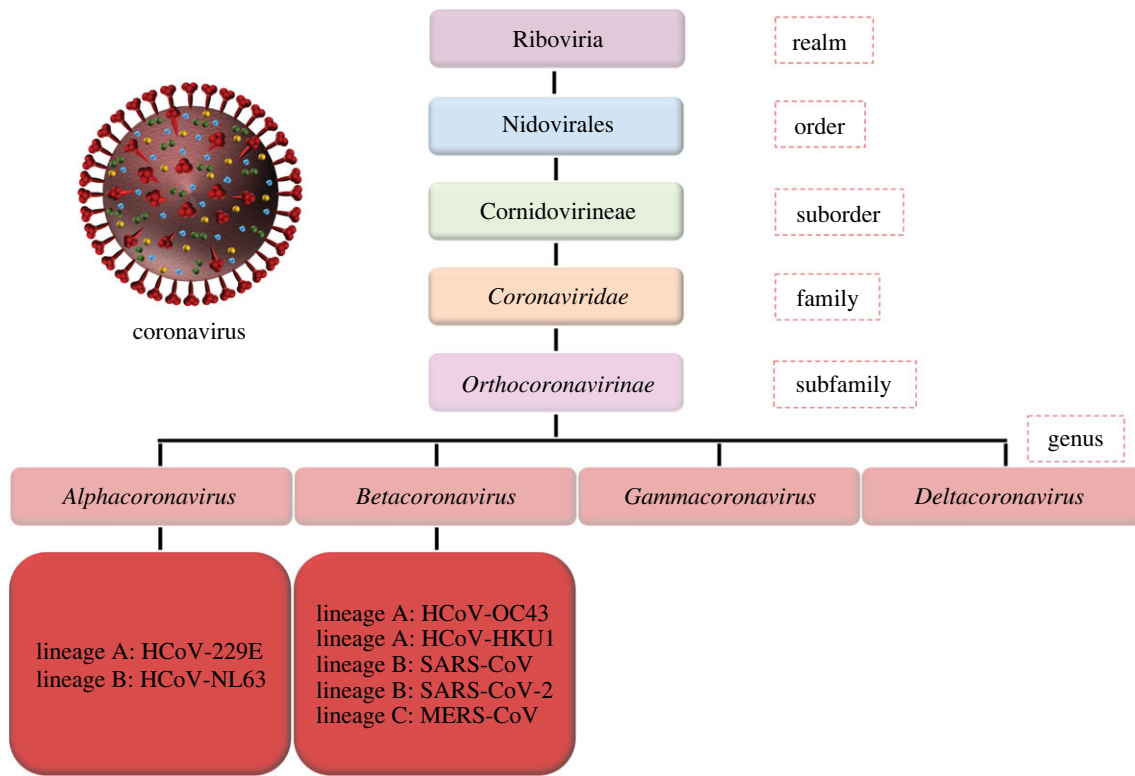 Riboviria
realm
Nidovirales
order
Cornidovirineae
suborder
Coronaviridae
family
coronavirus
Orthocoronavirinae
subfamily
genus
Alphacoronavirus
Betacoronavirus
Gammacoronavirus
Deltacoronavirus
lineage A: HCoV-229E
lineage B: HCoV-NL63
lineage A: HCoV-OC43
lineage A: HCoV-HKU1
lineage B: SARS-CoV
lineage B: SARS-CoV-2
lineage C: MERS-CoV